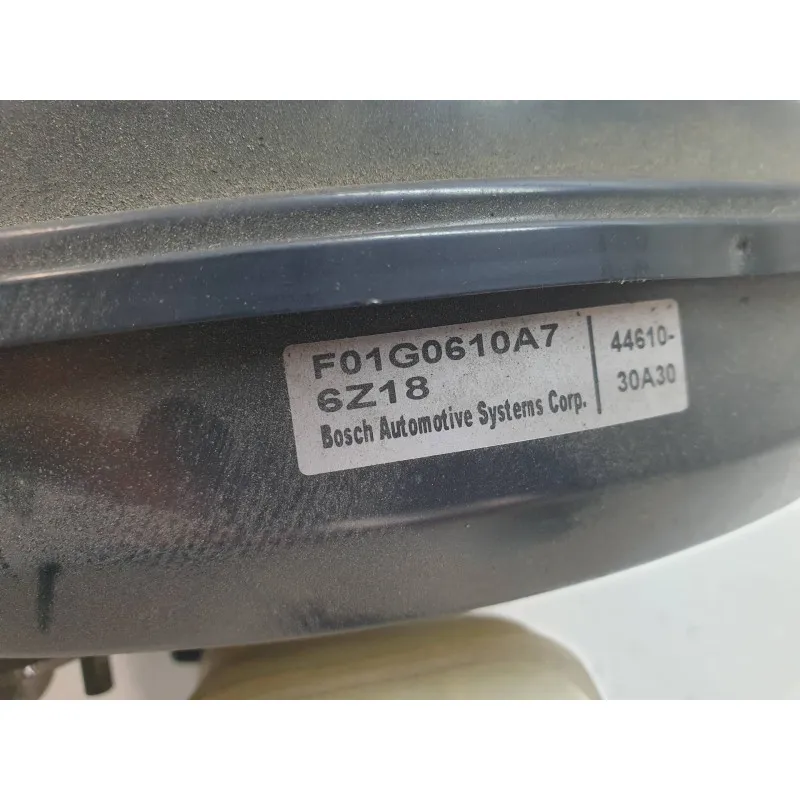 F01G0610A7
6Z18
Bosch Automotive Systems Corp.
44610-
30A30